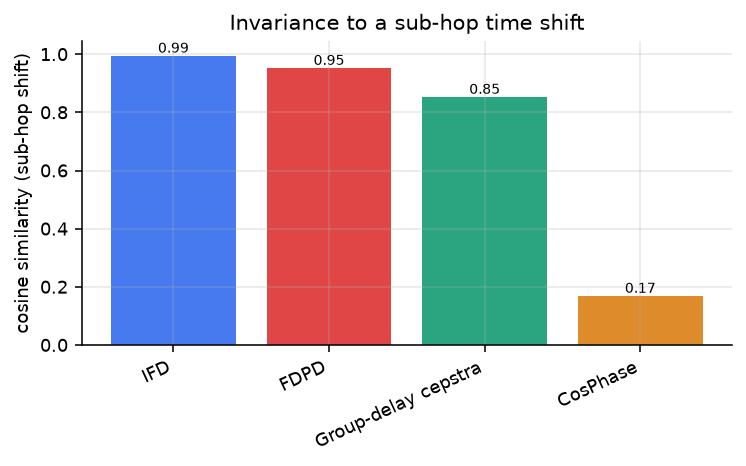 Invariance to a sub-hop time shift
cosine similarity (sub-hop shift)
1.0
0.8
0.6
0.4
0.2
0.0
0.99
0.95
0.85
0.17
IFD
FDPD
Group-delay cepstra
CosPhase